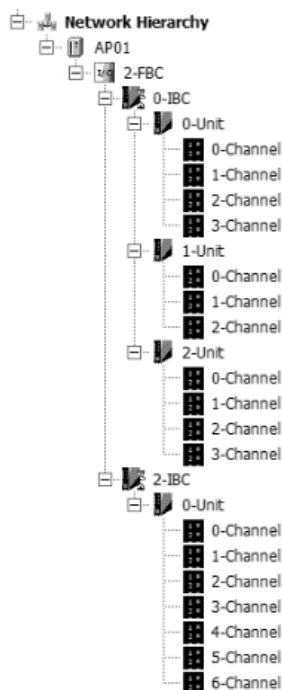 Network Hierarchy
AP01
2-FBC
0-IBC
0-Unit
0-Channel
1-Channel
2-Channel
3-Channel
1-Unit
0-Channel
1-Channel
2-Channel
2-Unit
0-Channel
1-Channel
2-Channel
3-Channel
2-IBC
0-Unit
0-Channel
1-Channel
2-Channel
3-Channel
4-Channel
5-Channel
6-Channel